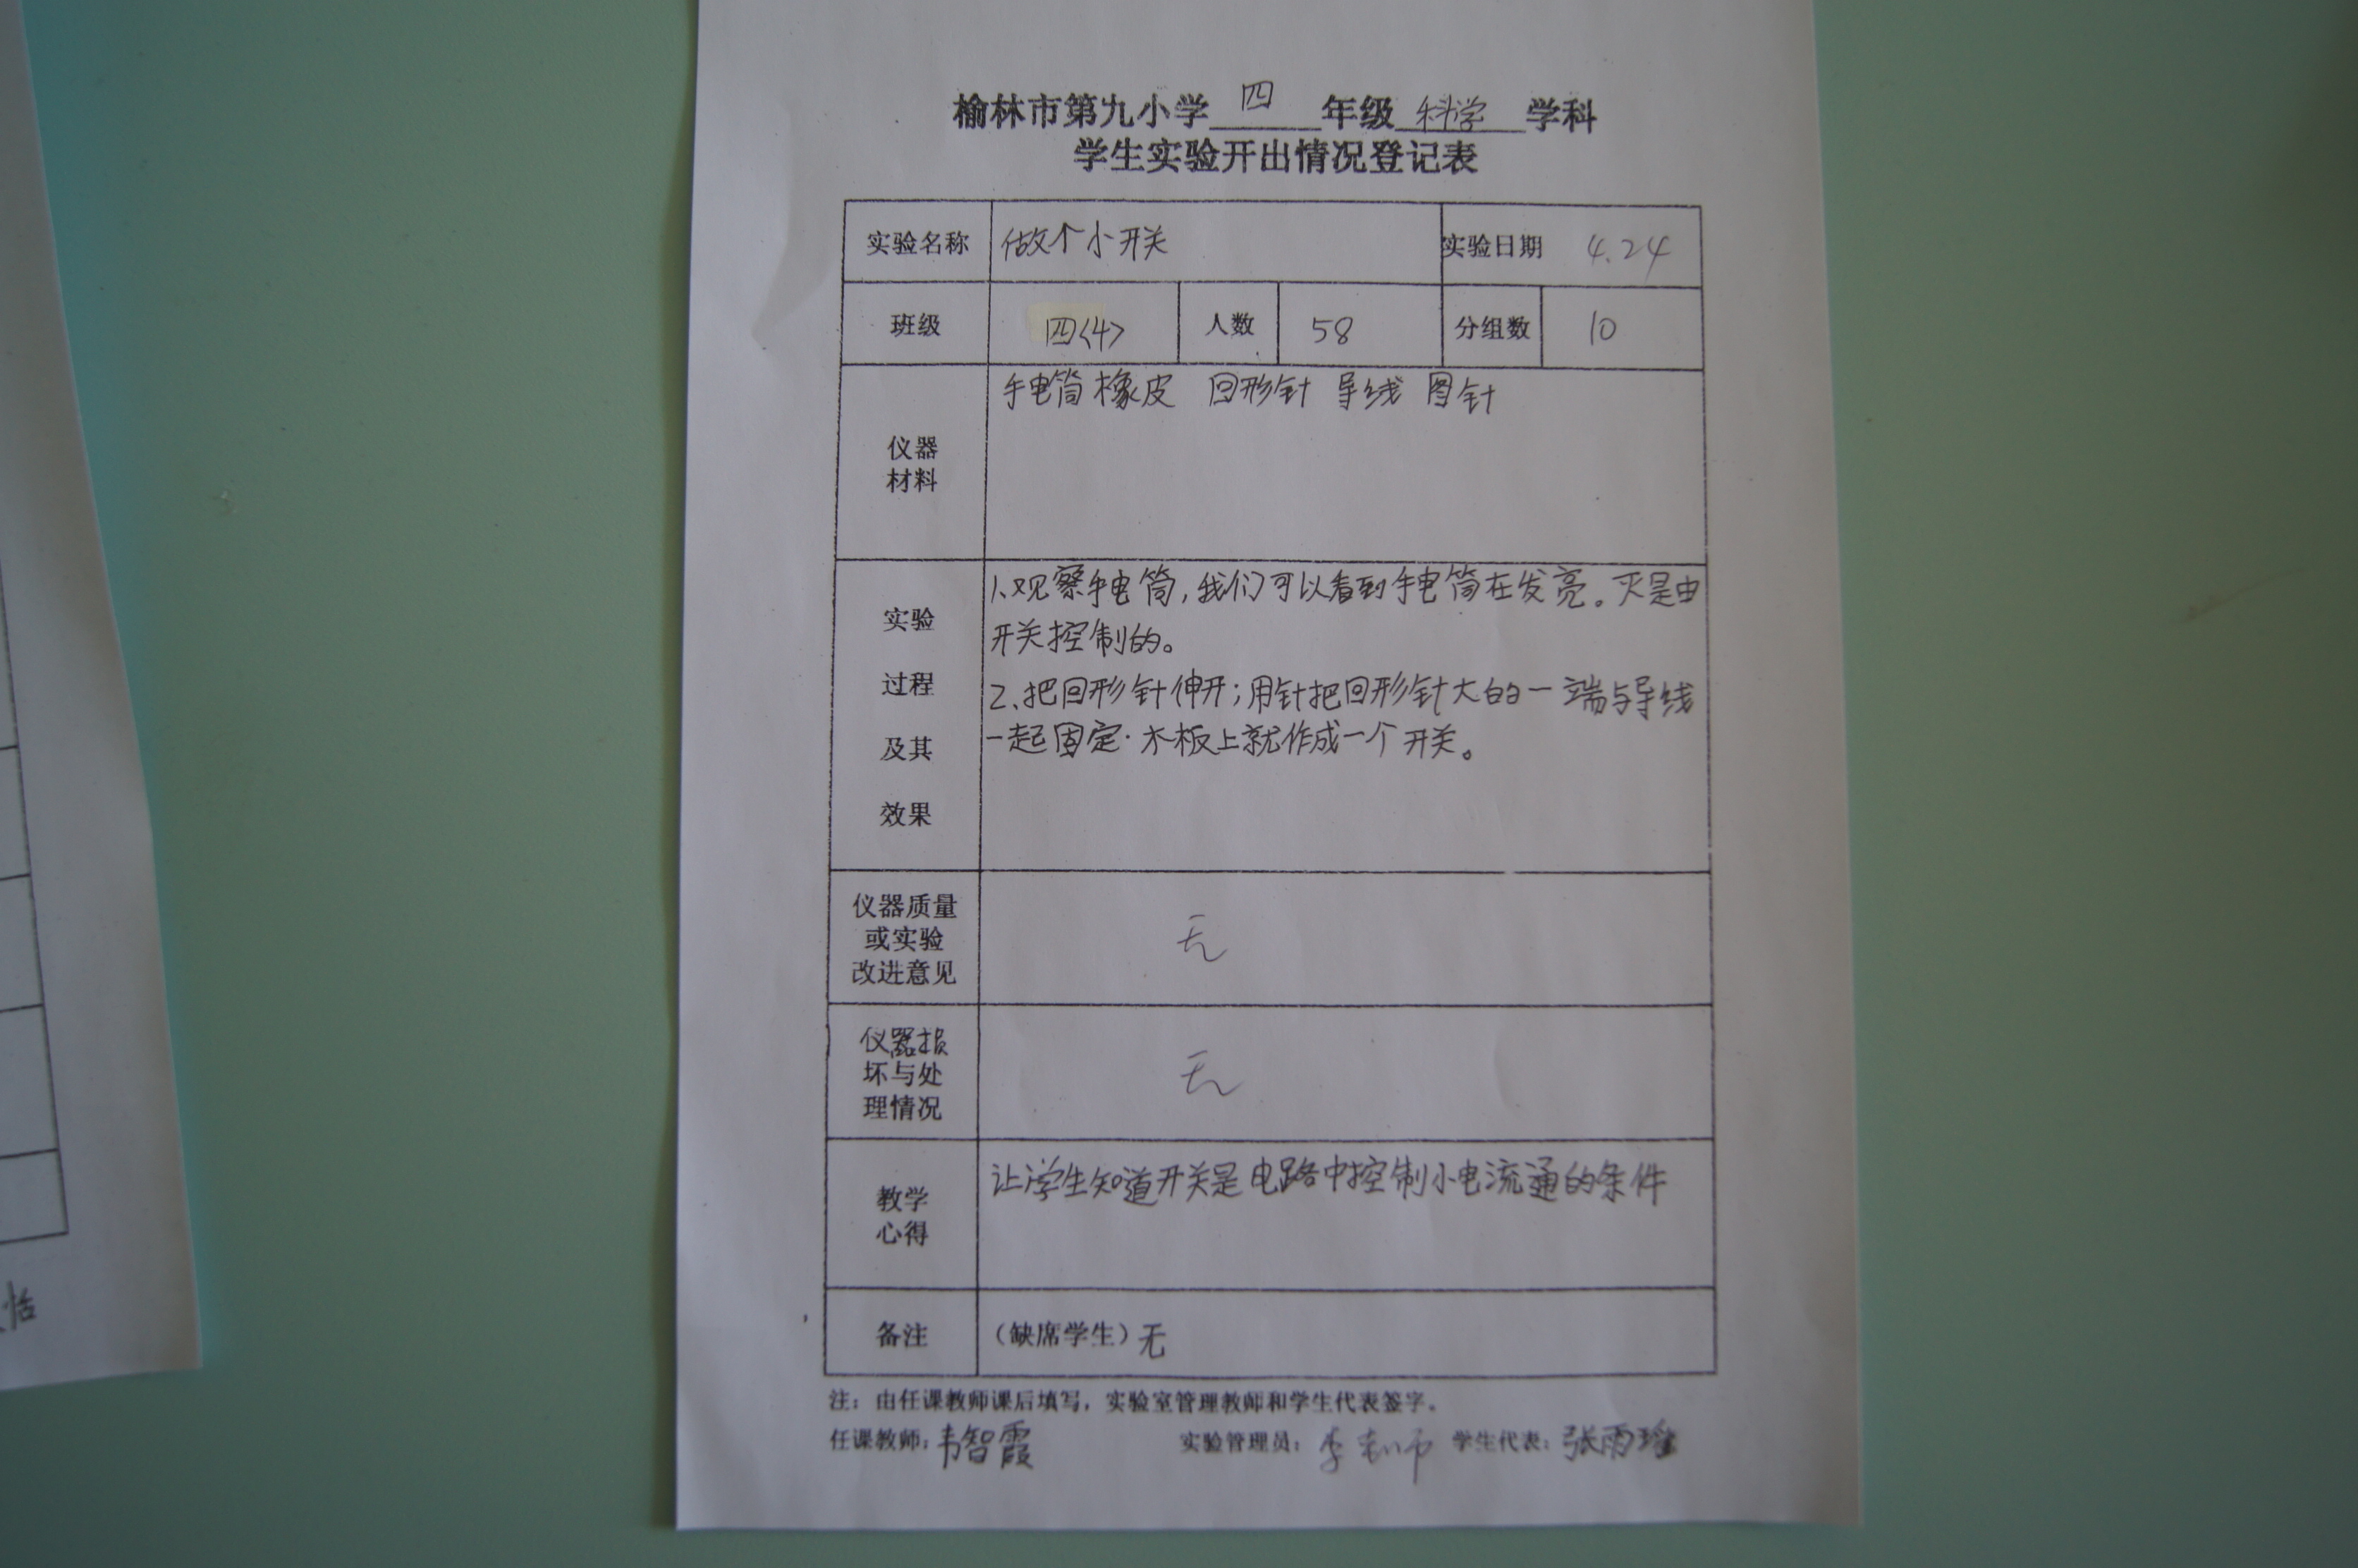 榆林市第九小学 四 年级 科学 学科
学生实验开出情况登记表
实验名称 做个小开关 实验日期 4.24
班级 四<4> 人数 58 分组数 10
仪器
材料
手电筒 橡皮 回形针 导线 图针
实验
过程
及其
效果
1、观察手电筒,我们可以看到手电筒在发亮。灭是由
开关控制的。
2、把回形针伸开;用针把回形针大的一端与导线
一起固定·木板上就作成一个开关。
仪器质量
或实验
改进意见
无
仪器损
坏与处
理情况
无
教学
心得
让学生知道开关是电路中控制小电流通的条件
备注 (缺席学生)无
注:由任课教师课后填写,实验室管理教师和学生代表签字。
任课教师:韦智霞 实验管理员:李 学生代表:张雨瑶
恬